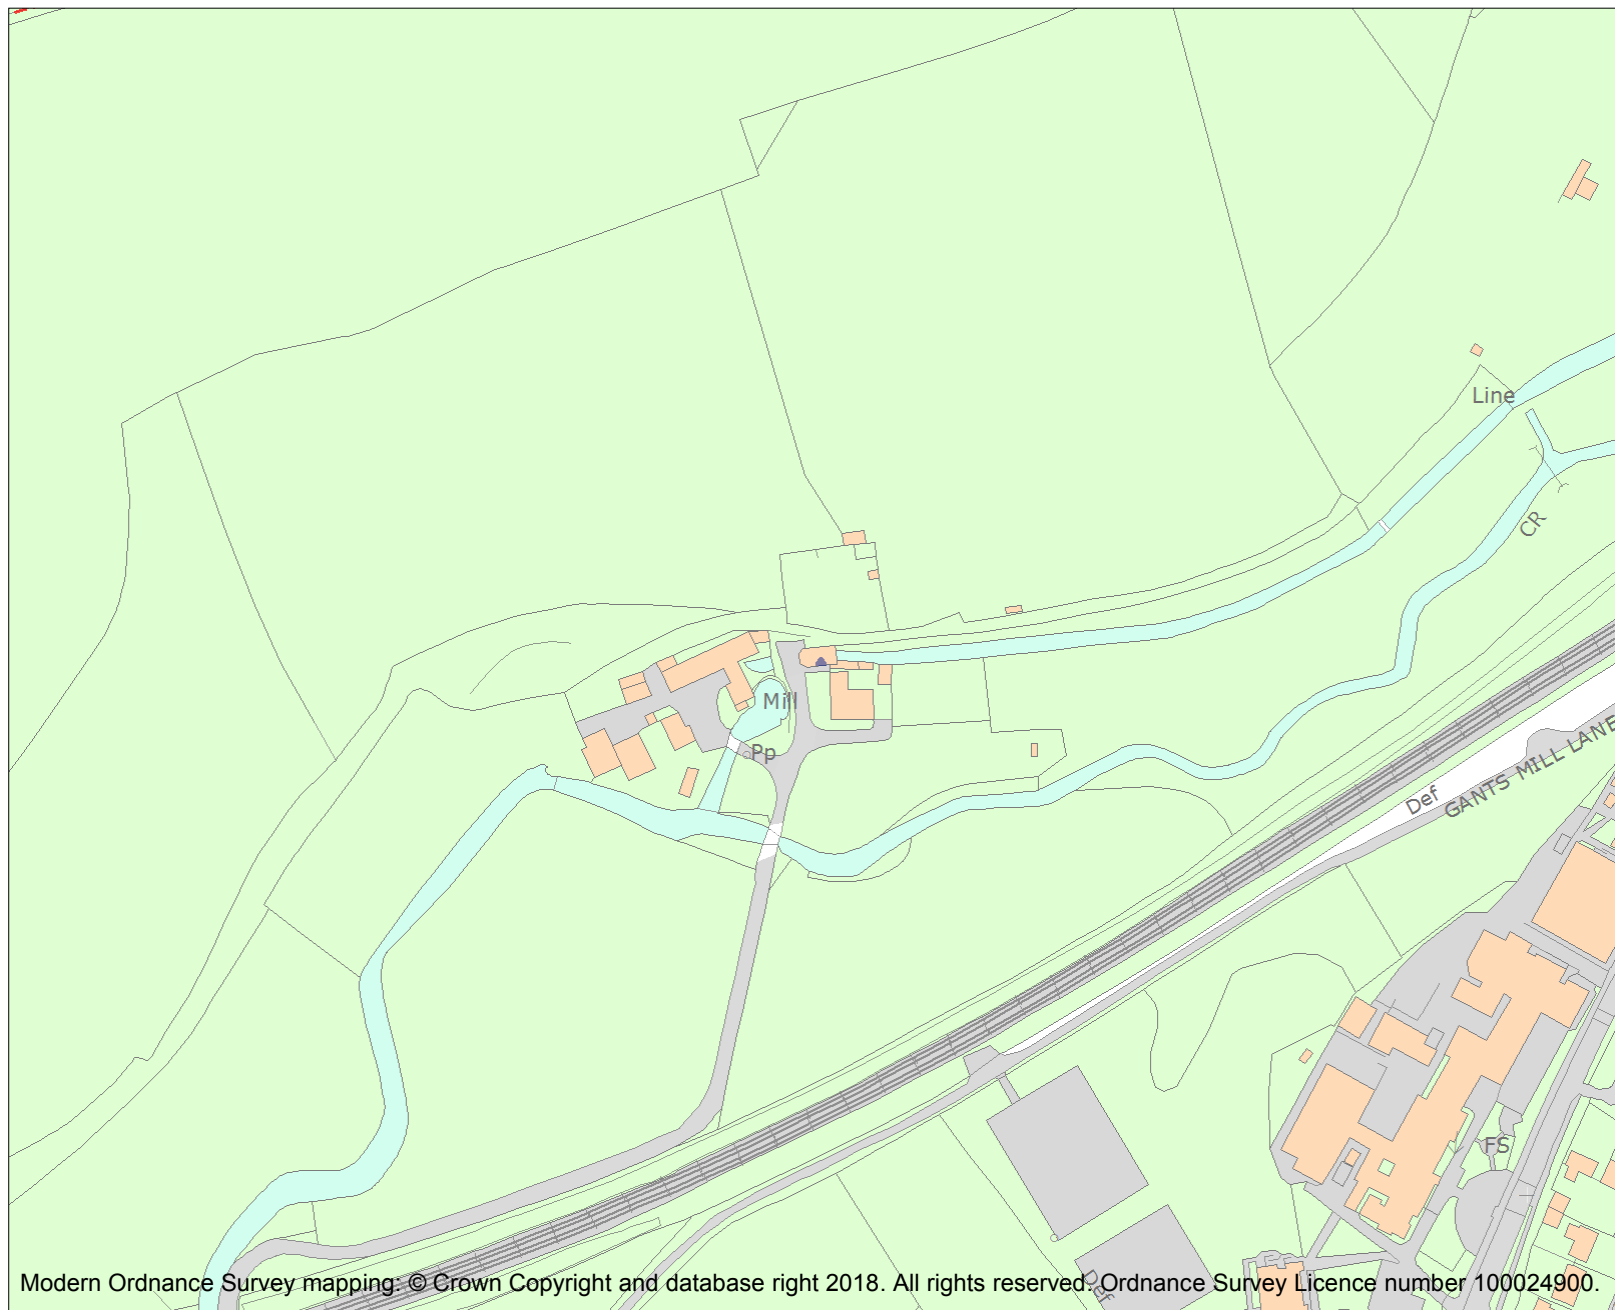 Line
CR
Mill
Pp
Def
GANTS MILL LANE
FS
Def
Modern Ordnance Survey mapping: © Crown Copyright and database right 2018. All rights reserved. Ordnance Survey Licence number 100024900.